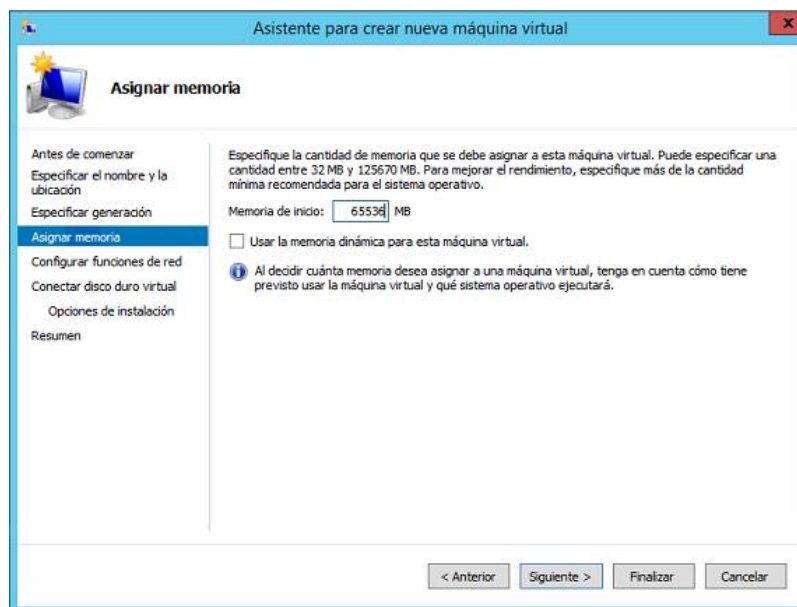 Asistente para crear nueva máquina virtual
x
Asignar memoria
Antes de comenzar
Especificar el nombre y la
ubicación
Especificar generación
Asignar memoria
Configurar funciones de red
Conectar disco duro virtual
Opciones de instalación
Resumen
Especifique la cantidad de memoria que se debe asignar a esta máquina virtual. Puede especificar una
cantidad entre 32 MB y 125670 MB. Para mejorar el rendimiento, especifique más de la cantidad
mínima recomendada para el sistema operativo.
Memoria de inicio: 65536 MB
Usar la memoria dinámica para esta máquina virtual.
Al decidir cuánta memoria desea asignar a una máquina virtual, tenga en cuenta cómo tiene
previsto usar la máquina virtual y qué sistema operativo ejecutará.
< Anterior Siguiente > Finalizar Cancelar